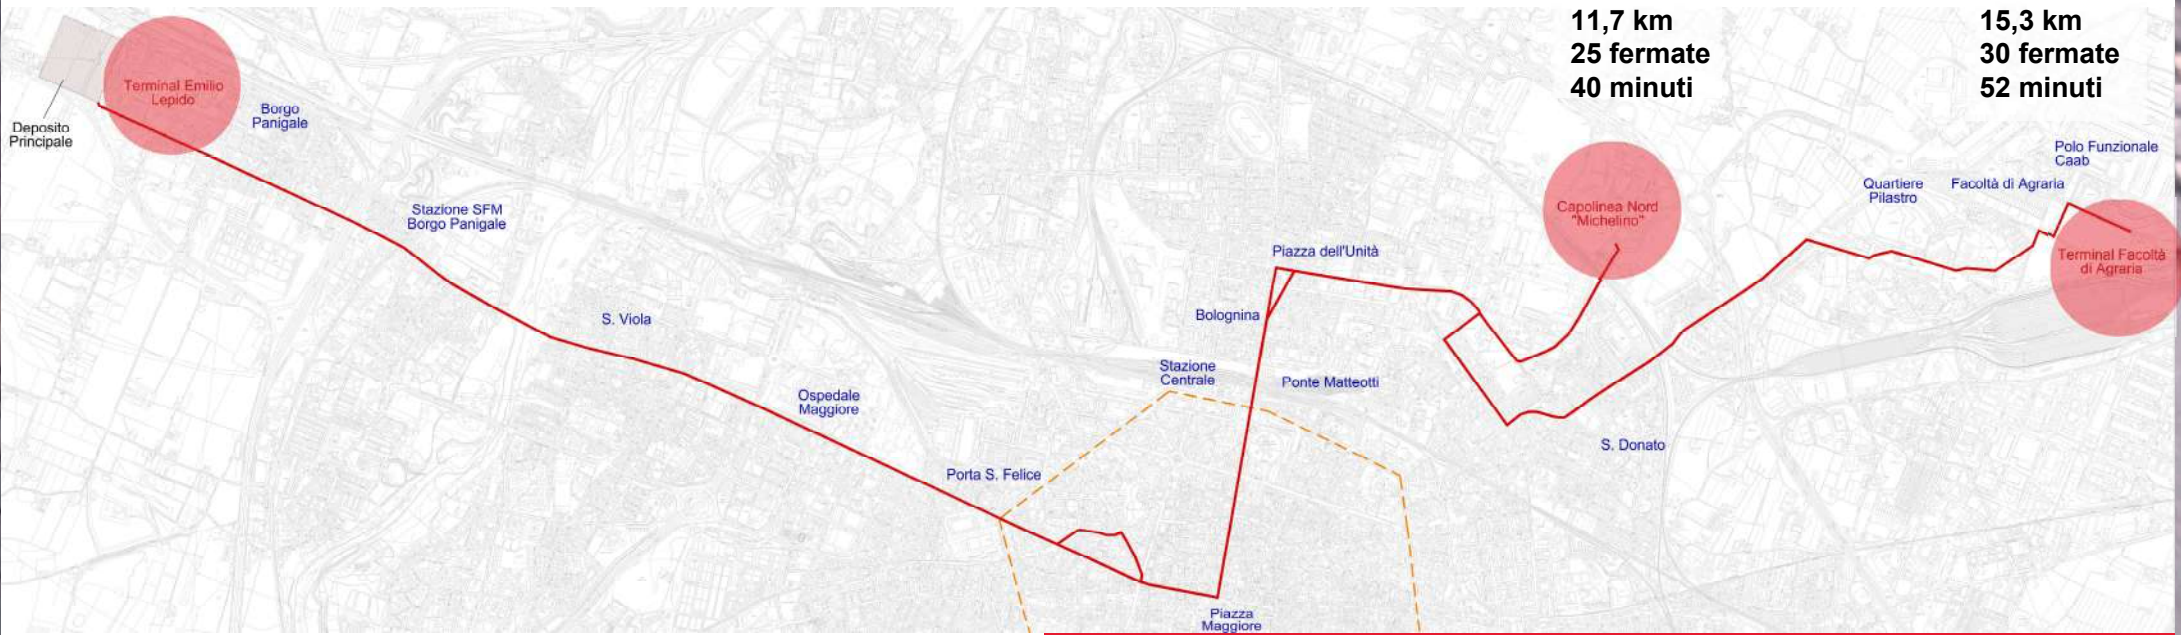 11,7 km
25 fermate
40 minuti
15,3 km
30 fermate
52 minuti
Terminal Emilio
Lepido
Borgo
Panigale
Deposito
Principale
Stazione SFM
Borgo Panigale
S. Viola
Ospedale
Maggiore
Porta S. Felice
Stazione
Centrale
Bolognina
Piazza dell'Unità
Ponte Matteotti
Piazza
Maggiore
Capolinea Nord
"Michelino"
S. Donato
Quartiere
Pilastro
Facoltà di Agraria
Polo Funzionale
Caab
Terminal Facoltà
di Agraria